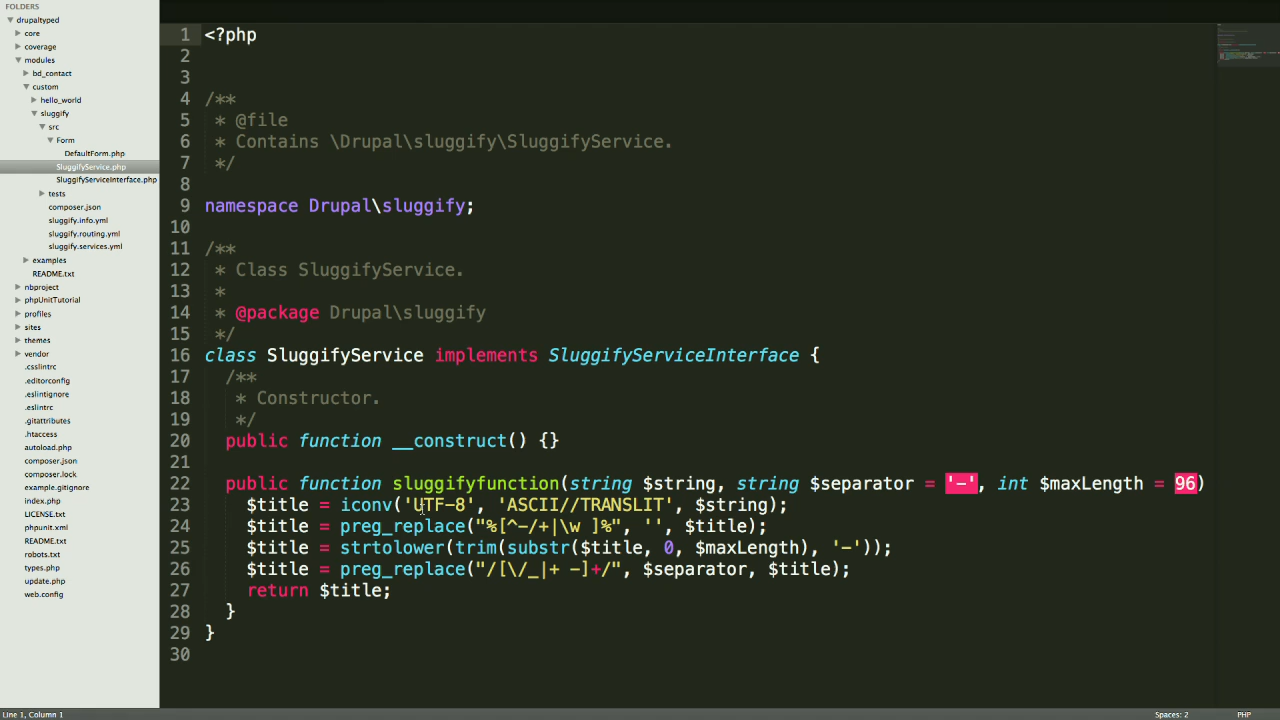 FOLDERS
drupaltyped
core
coverage
modules
bd_contact
custom
hello_world
sluggify
src
Form
DefaultForm.php
SluggifyService.php
SluggifyServiceInterface.php
tests
composer.json
sluggify.info.yml
sluggify.routing.yml
sluggify.services.yml
examples
README.txt
nbproject
phpUnitTutorial
profiles
sites
themes
vendor
.csslintrc
.editorconfig
.eslintignore
.eslintrc
.gitattributes
.htaccess
autoload.php
composer.json
composer.lock
example.gitignore
index.php
LICENSE.txt
phpunit.xml
README.txt
robots.txt
types.php
update.php
web.config
1 <?php
2
3
4 /**
5 * @file
6 * Contains \Drupal\sluggify\SluggifyService.
7 */
8
9 namespace Drupal\sluggify;
10
11 /**
12 * Class SluggifyService.
13 *
14 * @package Drupal\sluggify
15 */
16 class SluggifyService implements SluggifyServiceInterface {
17 /**
18 * Constructor.
19 */
20 public function __construct() {}
21
22 public function sluggifyfunction(string $string, string $separator = '-', int $maxLength = 96)
23 $title = iconv('UTF-8', 'ASCII//TRANSLIT', $string);
24 $title = preg_replace("%[^-/+|\w ]%", '', $title);
25 $title = strtolower(trim(substr($title, 0, $maxLength), '-'));
26 $title = preg_replace("/[\/_|+ -]+/", $separator, $title);
27 return $title;
28 }
29 }
30
Line 1, Column 1 Spaces: 2 PHP